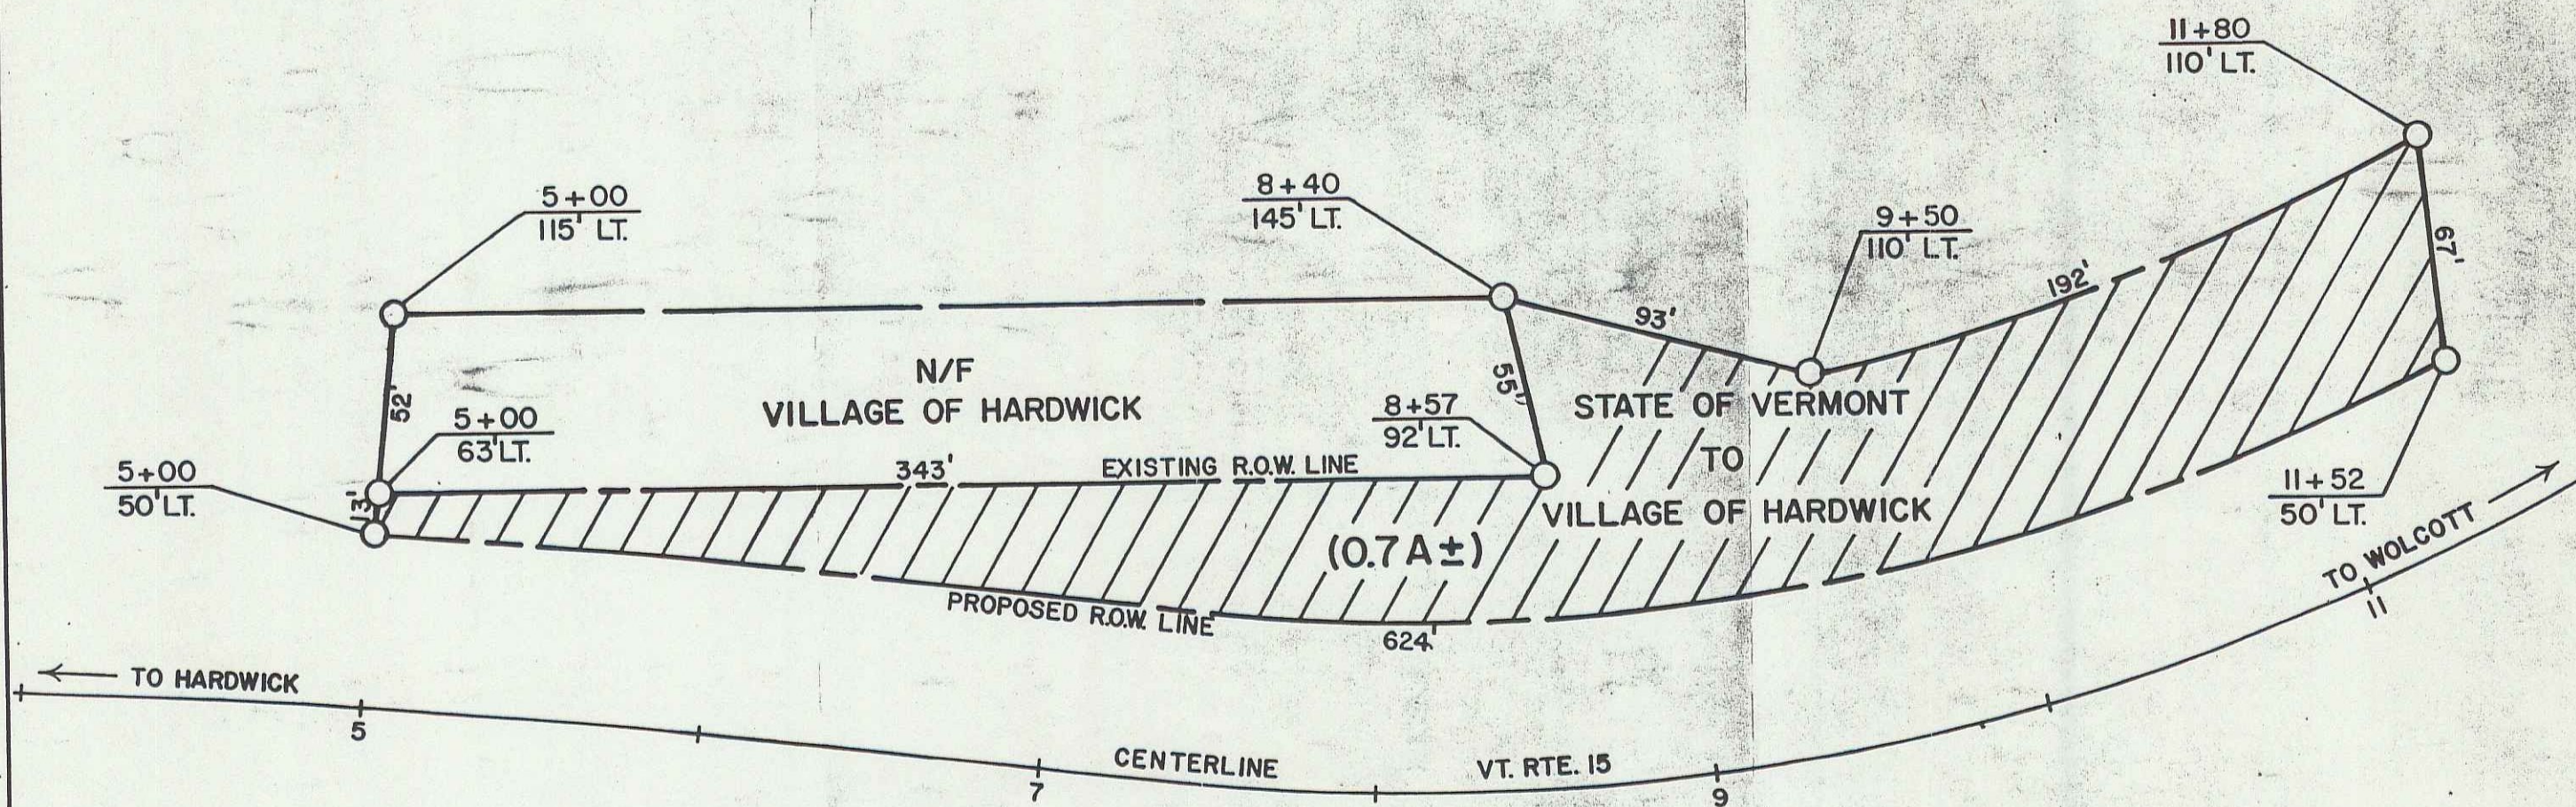 11+80
110' LT.
5+00
115' LT.
8+40
145' LT.
9+50
110' LT.
67'
192'
93'
N/F
VILLAGE OF HARDWICK
52'
55'
5+00
63' LT.
8+57
92' LT.
STATE OF VERMONT
TO
VILLAGE OF HARDWICK
(0.7 A ±)
5+00
50' LT.
13'
343'
EXISTING R.O.W. LINE
11+52
50' LT.
PROPOSED R.O.W. LINE
624'
TO WOLCOTT
11
TO HARDWICK
5
7
CENTERLINE
VT. RTE. 15
9